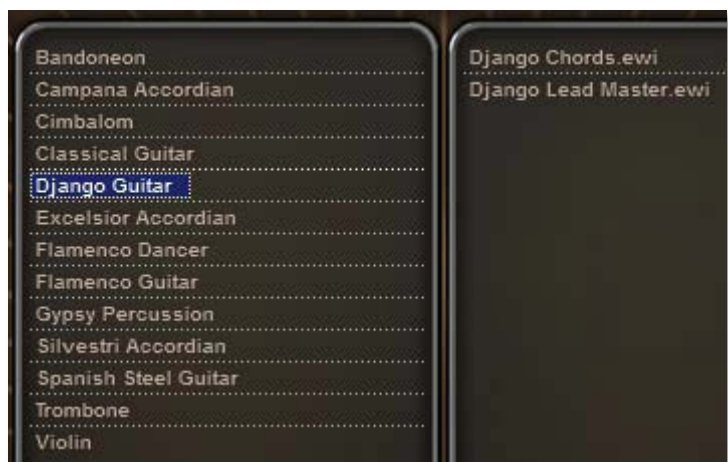 Bandoneon
Campana Accordian
Cimbalom
Classical Guitar
Django Guitar
Excelsior Accordian
Flamenco Dancer
Flamenco Guitar
Gypsy Percussion
Silvestri Accordian
Spanish Steel Guitar
Trombone
Violin
Django Chords.ewi
Django Lead Master.ewi